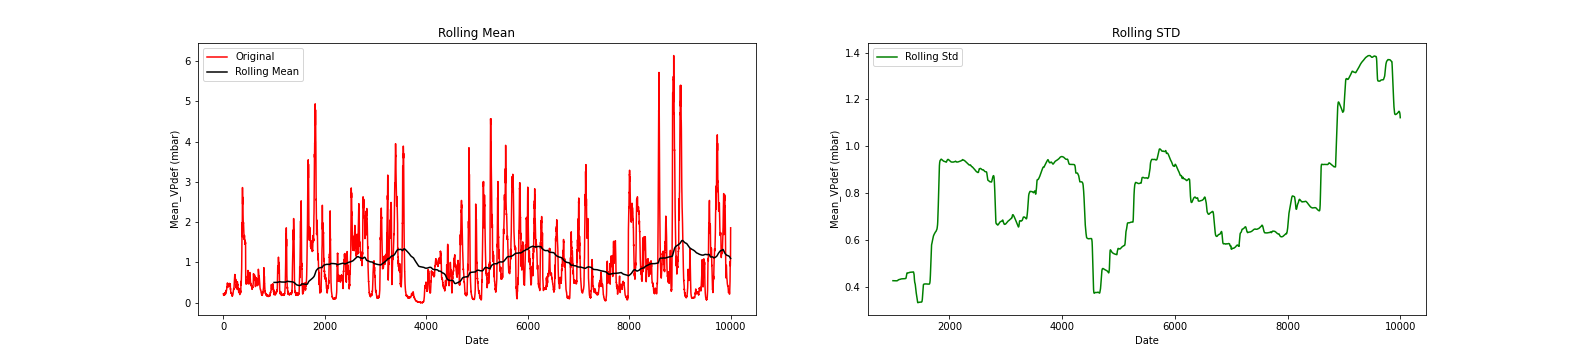 Rolling Mean
Original
Rolling Mean
6
5
4
3
2
1
0
Mean_VPdef (mbar)
0 2000 4000 6000 8000 10000
Date
Rolling STD
Rolling Std
1.4
1.2
1.0
0.8
0.6
0.4
Mean_VPdef (mbar)
2000 4000 6000 8000 10000
Date